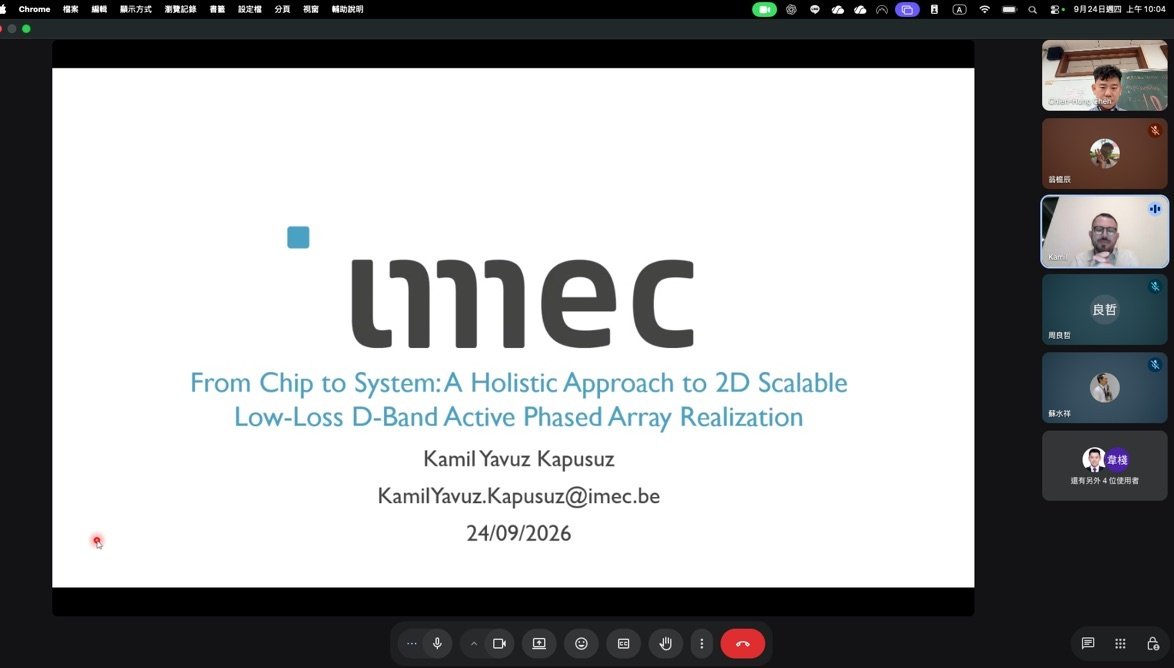 Chrome 檔案 編輯 顯示方式 瀏覽記錄 書籤 設定檔 分頁 視窗 輔助說明
A
9月24日週四 上午10:04
imec
From Chip to System: A Holistic Approach to 2D Scalable
Low-Loss D-Band Active Phased Array Realization
Kamil Yavuz Kapusuz
KamilYavuz.Kapusuz@imec.be
24/09/2026
Chien-Hung Chen
Kamil
良哲
周良哲
蘇水祥
韋棧
還有另外 4 位使用者